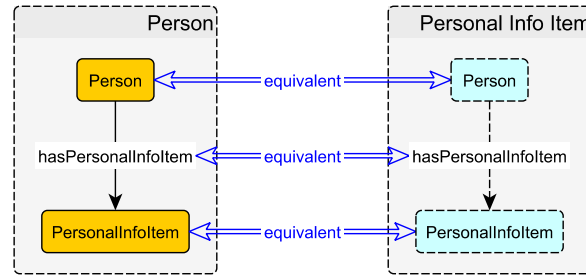 Person Personal Info Item
Person equivalent Person
hasPersonalInfoItem equivalent hasPersonalInfoItem
PersonalInfoItem equivalent PersonalInfoItem